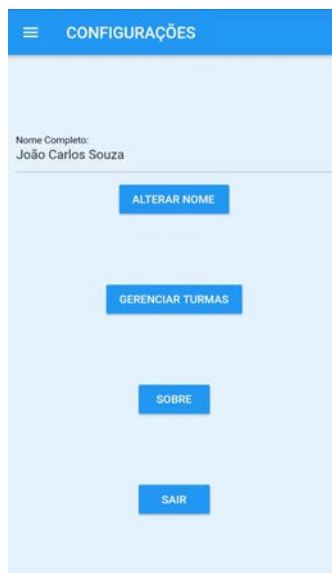 CONFIGURAÇÕES
Nome Completo:
João Carlos Souza
ALTERAR NOME
GERENCIAR TURMAS
SOBRE
SAIR